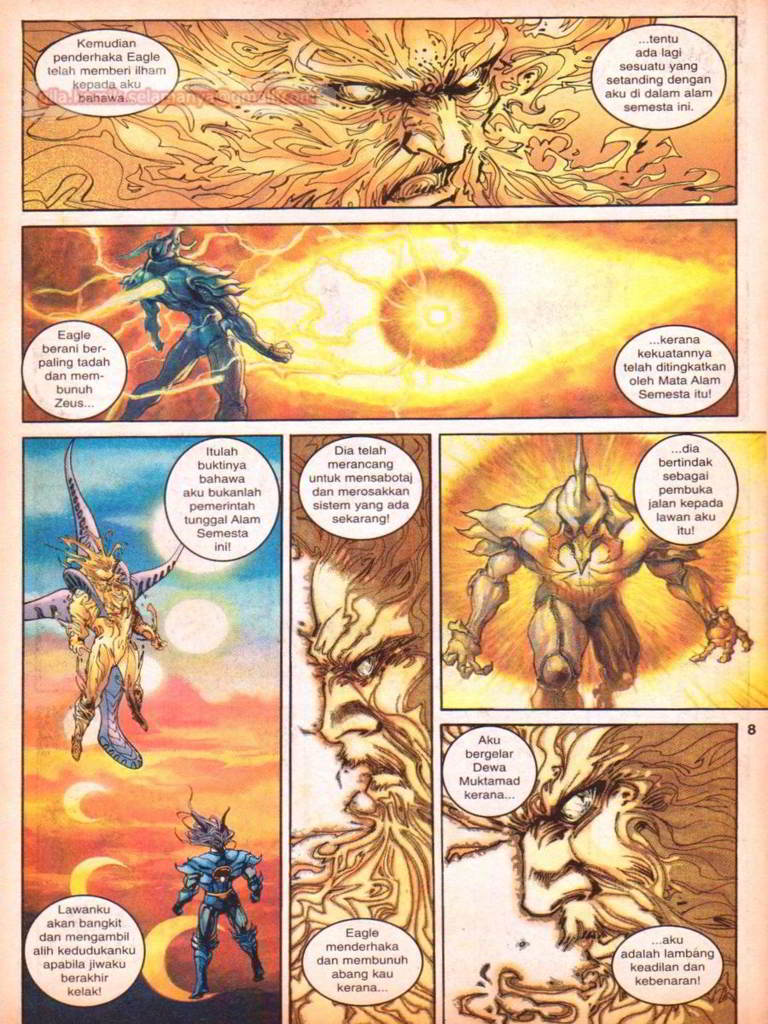 Kemudian
penderhaka Eagle
telah memberi ilham
kepada aku
bahawa...
...tentu
ada lagi
sesuatu yang
setanding dengan
aku di dalam alam
semesta ini.
Eagle
berani ber-
paling tadah
dan mem-
bunuh
Zeus...
...kerana
kekuatannya
telah ditingkatkan
oleh Mata Alam
Semesta itu!
Itulah
buktinya
bahawa
aku bukanlah
pemerintah
tunggal Alam
Semesta
ini!
Lawanku
akan bangkit
dan mengambil
alih kedudukanku
apabila jiwaku
berakhir
kelak!
Dia telah
merancang
untuk mensabotaj
dan merosakkan
sistem yang ada
sekarang!
Eagle
menderhaka
dan membunuh
abang kau
kerana...
...dia
bertindak
sebagai
pembuka
jalan kepada
lawan aku
itu!
8
Aku
bergelar
Dewa
Muktamad
kerana...
...aku
adalah lambang
keadilan dan
kebenaran!